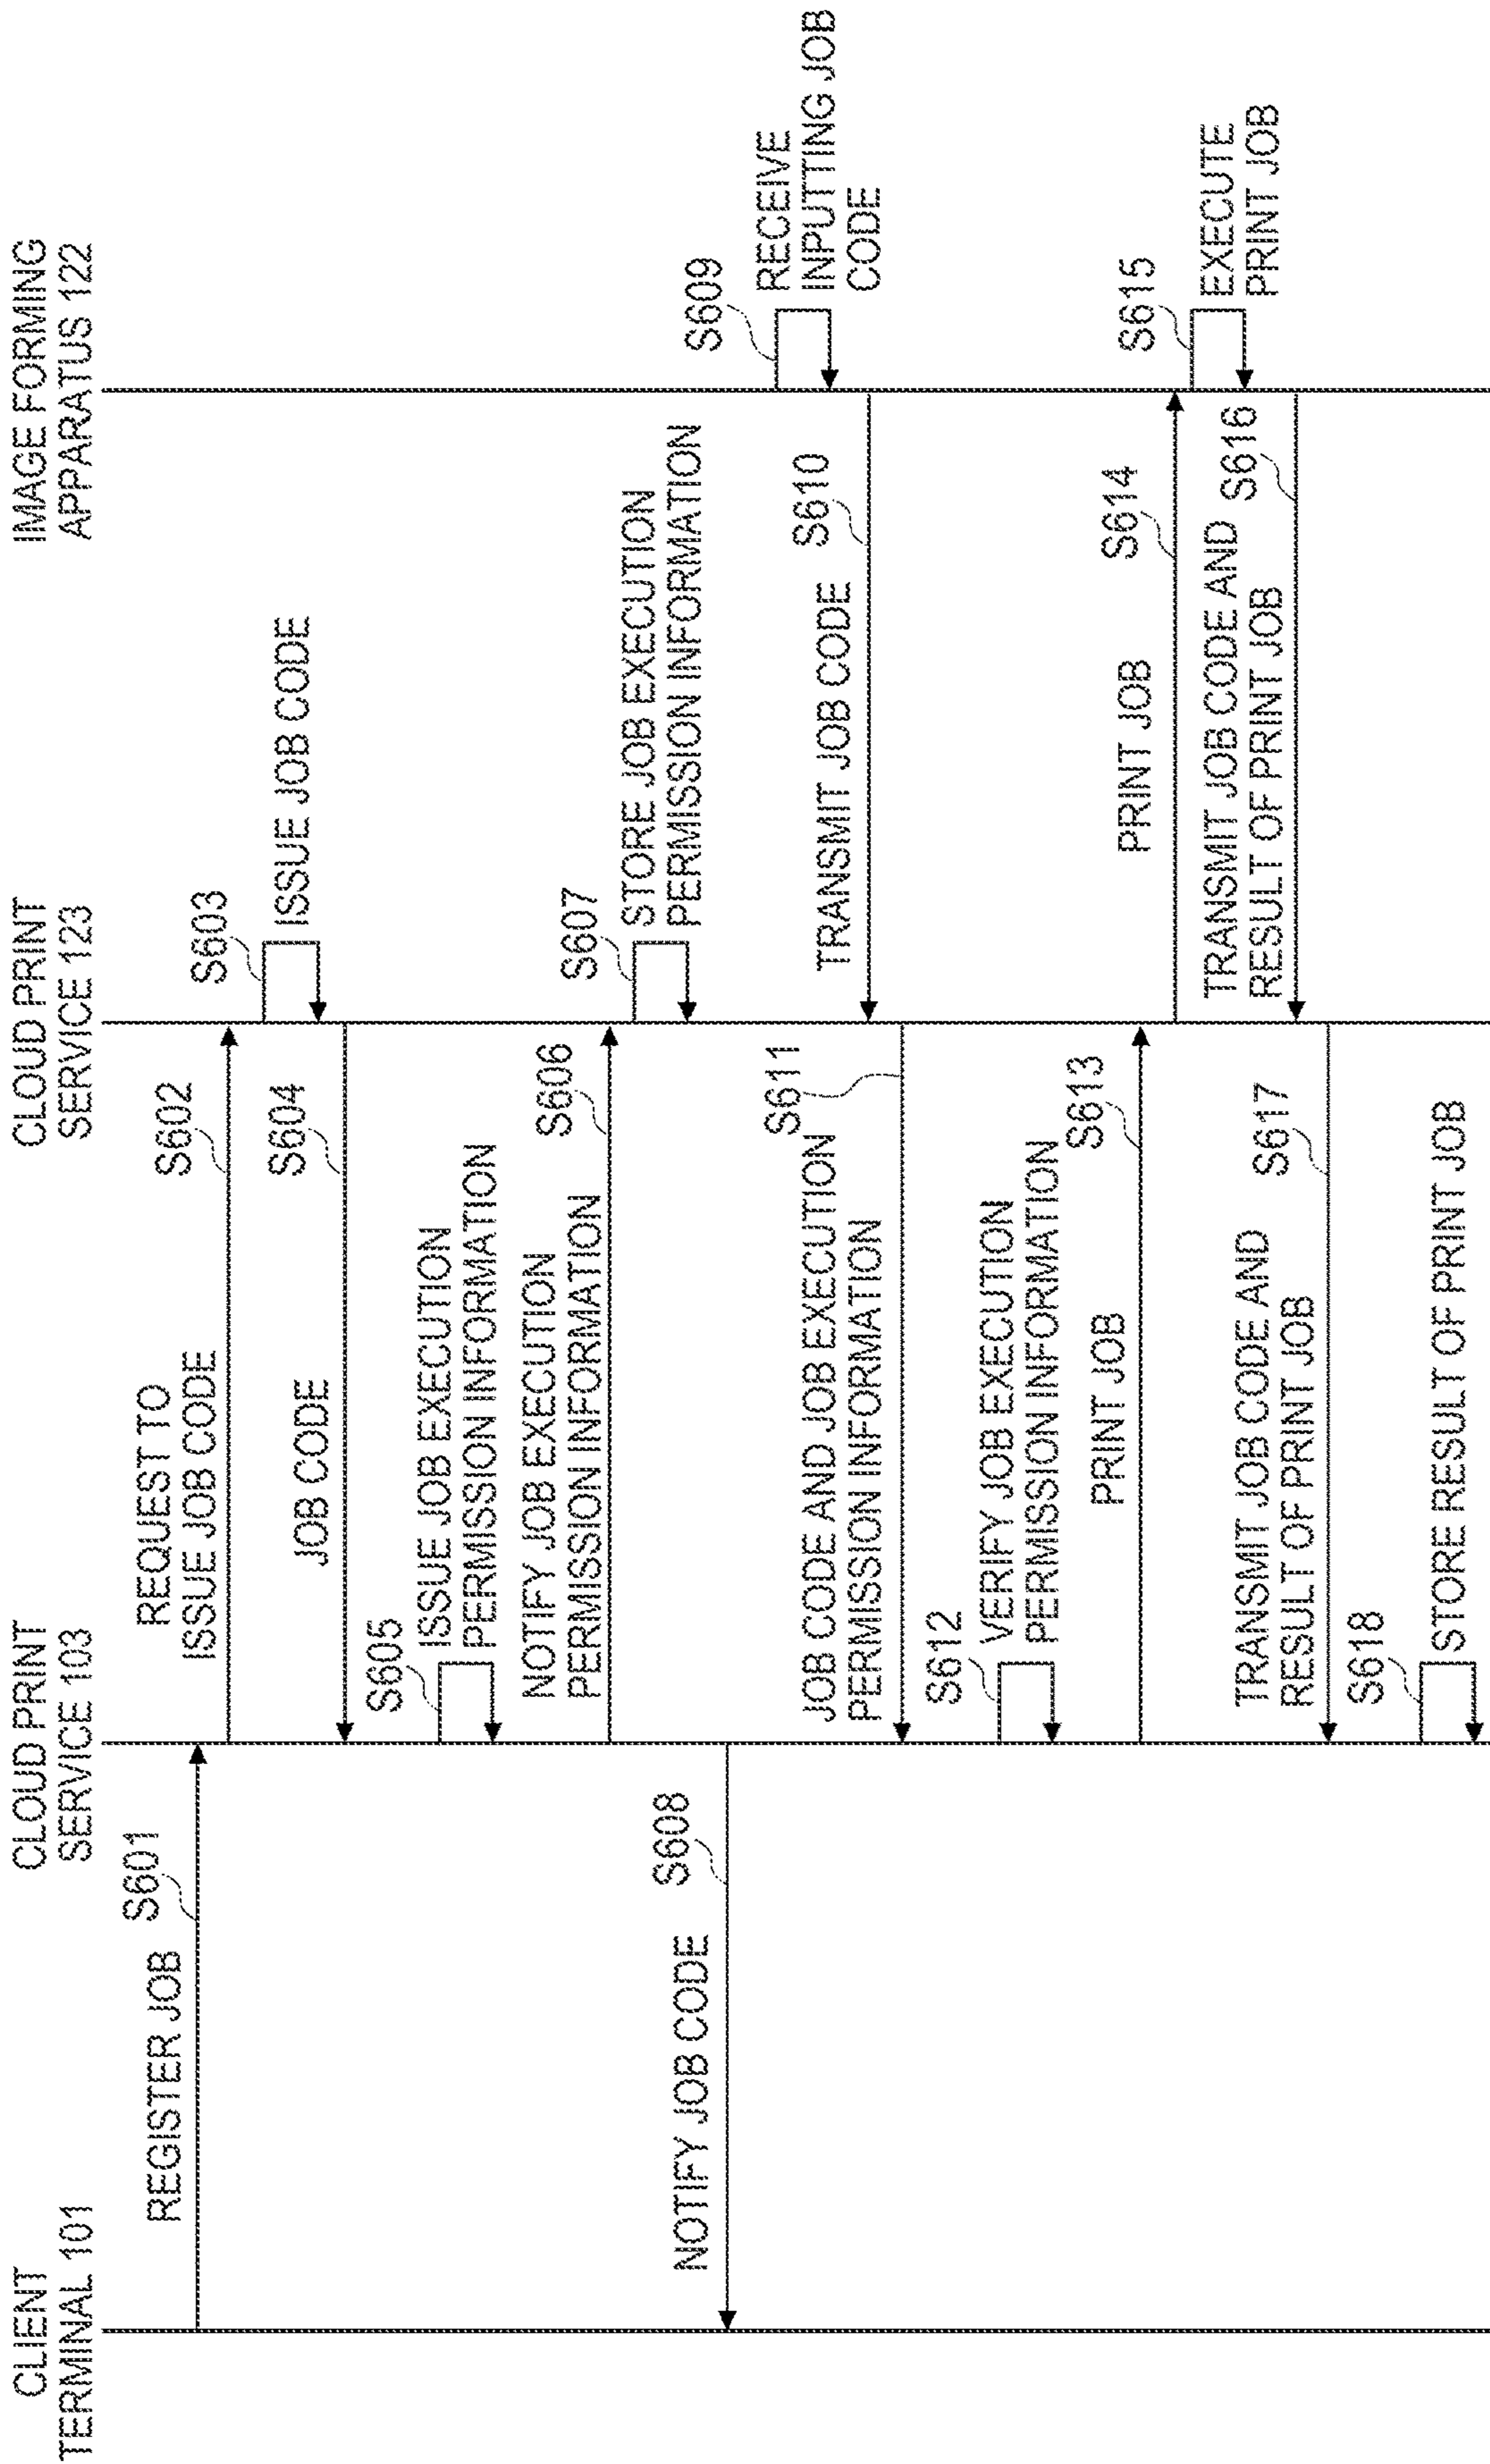 CLIENT
TERMINAL 101
CLOUD PRINT
SERVICE 103
CLOUD PRINT
SERVICE 123
IMAGE FORMING
APPARATUS 122
REGISTER JOB
S601
REQUEST TO
ISSUE JOB CODE
S602
S603
ISSUE JOB CODE
JOB CODE
S604
S605
ISSUE JOB EXECUTION
PERMISSION INFORMATION
NOTIFY JOB EXECUTION
PERMISSION INFORMATION
S606
S607
STORE JOB EXECUTION
PERMISSION INFORMATION
NOTIFY JOB CODE
S608
S609
RECEIVE
INPUTTING JOB
CODE
TRANSMIT JOB CODE
S610
JOB CODE AND JOB EXECUTION
PERMISSION INFORMATION
S611
S612
VERIFY JOB EXECUTION
PERMISSION INFORMATION
PRINT JOB
S613
PRINT JOB
S614
S615
EXECUTE
PRINT JOB
TRANSMIT JOB CODE AND
RESULT OF PRINT JOB
S616
TRANSMIT JOB CODE AND
RESULT OF PRINT JOB
S617
S618
STORE RESULT OF PRINT JOB